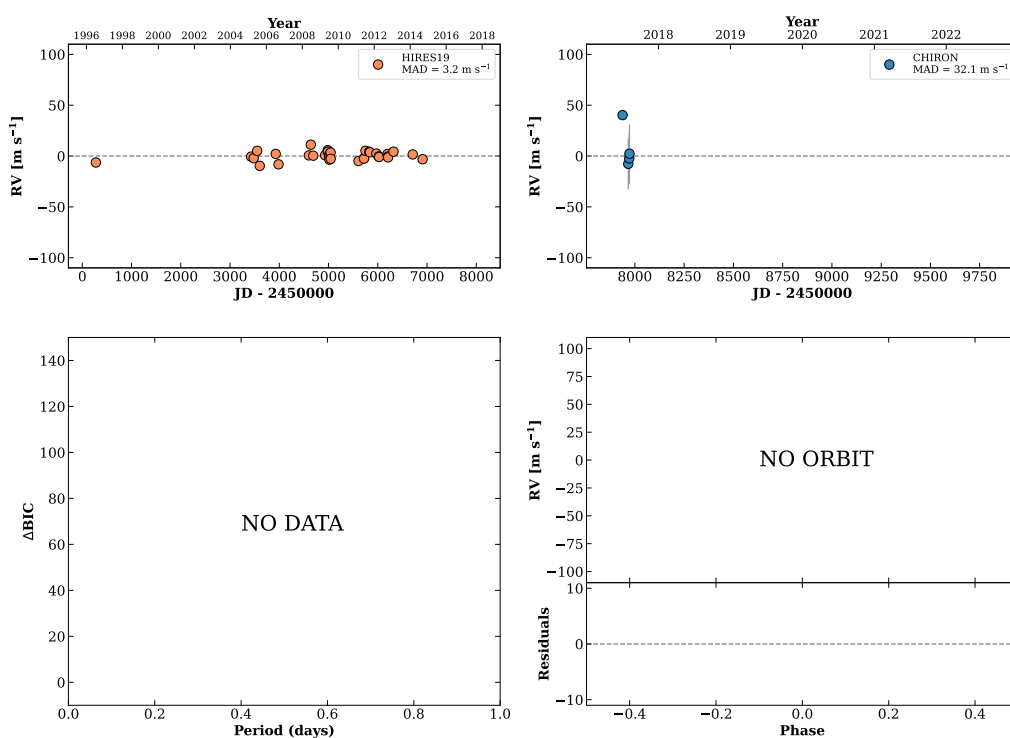 Year
1996 1998 2000 2002 2004 2006 2008 2010 2012 2014 2016 2018
HIRES19
MAD = 3.2 m s⁻¹
RV [m s⁻¹]
100
50
0
−50
−100
0 1000 2000 3000 4000 5000 6000 7000 8000
JD - 2450000
Year
2018 2019 2020 2021 2022
CHIRON
MAD = 32.1 m s⁻¹
RV [m s⁻¹]
100
50
0
−50
−100
8000 8250 8500 8750 9000 9250 9500 9750
JD - 2450000
ΔBIC
140
120
100
80
60
40
20
0
NO DATA
0.0 0.2 0.4 0.6 0.8 1.0
Period (days)
RV [m s⁻¹]
100
75
50
25
0
−25
−50
−75
−100
NO ORBIT
Residuals
10
0
−10
−0.4 −0.2 0.0 0.2 0.4
Phase